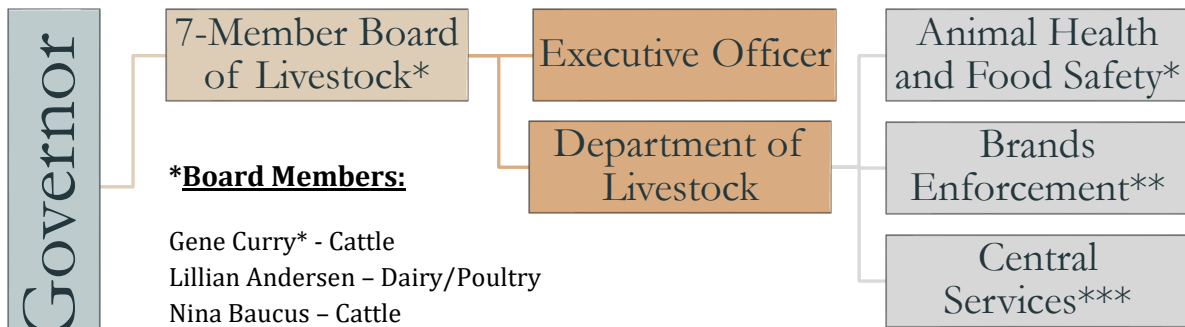 Governor
7-Member Board
of Livestock*
Executive Officer
Department of
Livestock
Animal Health
and Food Safety*
Brands
Enforcement**
Central
Services***
*Board Members:
Gene Curry* - Cattle
Lillian Andersen – Dairy/Poultry
Nina Baucus – Cattle